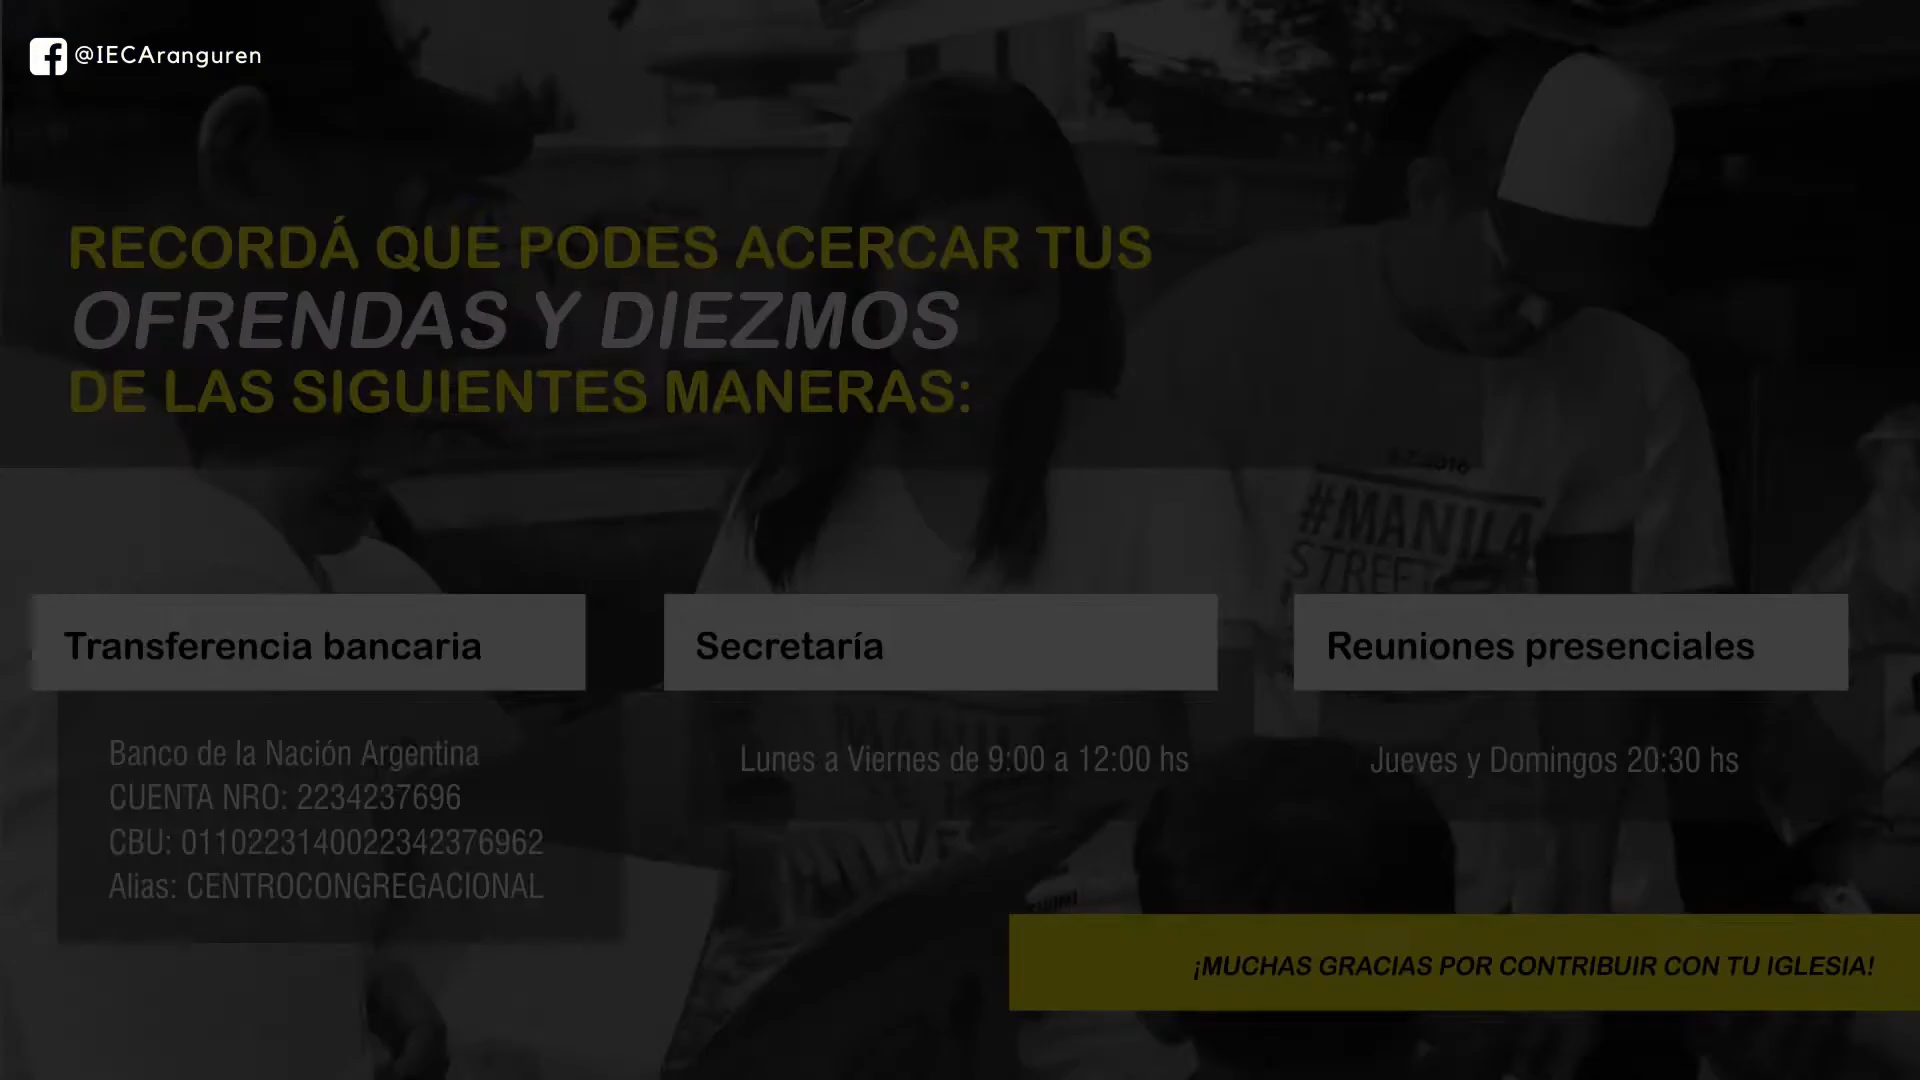 @IECAranguren
RECORDÁ QUE PODES ACERCAR TUS
OFRENDAS Y DIEZMOS
DE LAS SIGUIENTES MANERAS:
#MANILA
STREET
Transferencia bancaria
Secretaría
Reuniones presenciales
Banco de la Nación Argentina
CUENTA NRO: 2234237696
CBU: 0110223140022342376962
Alias: CENTROCONGREGACIONAL
Lunes a Viernes de 9:00 a 12:00 hs
Jueves y Domingos 20:30 hs
¡MUCHAS GRACIAS POR CONTRIBUIR CON TU IGLESIA!